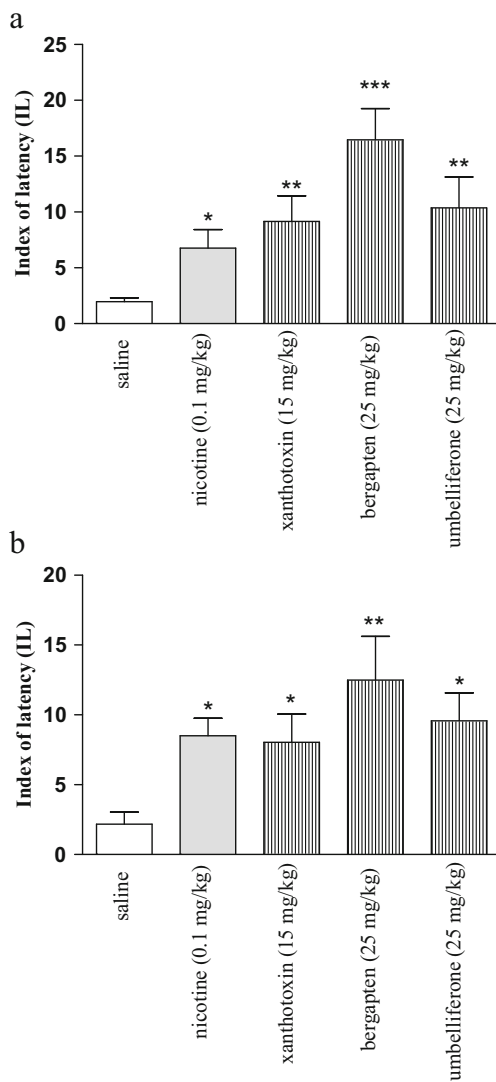 a
Index of latency (IL)
25
20
15
10
5
0
*
**
***
**
saline
nicotine (0.1 mg/kg)
xanthotoxin (15 mg/kg)
bergapten (25 mg/kg)
umbelliferone (25 mg/kg)
b
Index of latency (IL)
20
15
10
5
0
*
*
**
*
saline
nicotine (0.1 mg/kg)
xanthotoxin (15 mg/kg)
bergapten (25 mg/kg)
umbelliferone (25 mg/kg)